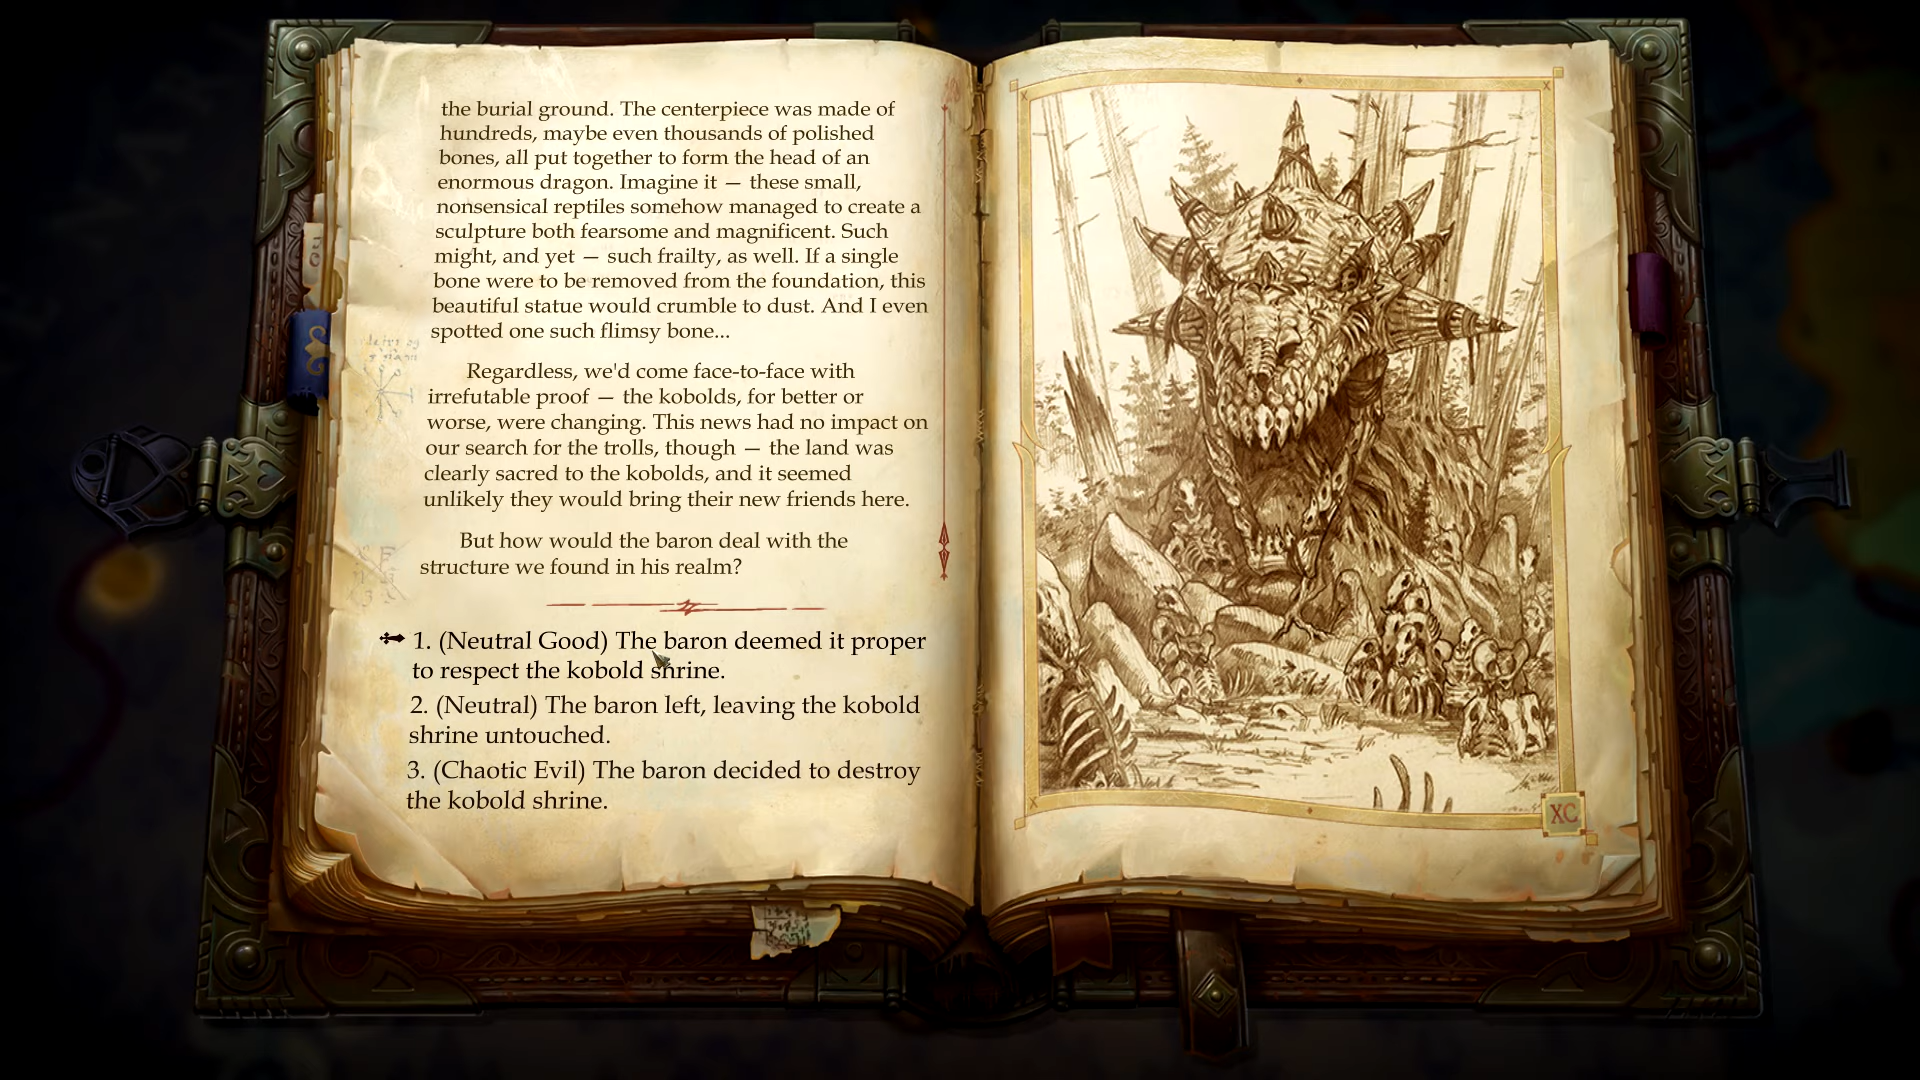 the burial ground. The centerpiece was made of
hundreds, maybe even thousands of polished
bones, all put together to form the head of an
enormous dragon. Imagine it — these small,
nonsensical reptiles somehow managed to create a
sculpture both fearsome and magnificent. Such
might, and yet — such frailty, as well. If a single
bone were to be removed from the foundation, this
beautiful statue would crumble to dust. And I even
spotted one such flimsy bone...
Regardless, we'd come face-to-face with
irrefutable proof — the kobolds, for better or
worse, were changing. This news had no impact on
our search for the trolls, though — the land was
clearly sacred to the kobolds, and it seemed
unlikely they would bring their new friends here.
But how would the baron deal with the
structure we found in his realm?
1. (Neutral Good) The baron deemed it proper
to respect the kobold shrine.
2. (Neutral) The baron left, leaving the kobold
shrine untouched.
3. (Chaotic Evil) The baron decided to destroy
the kobold shrine.
XC